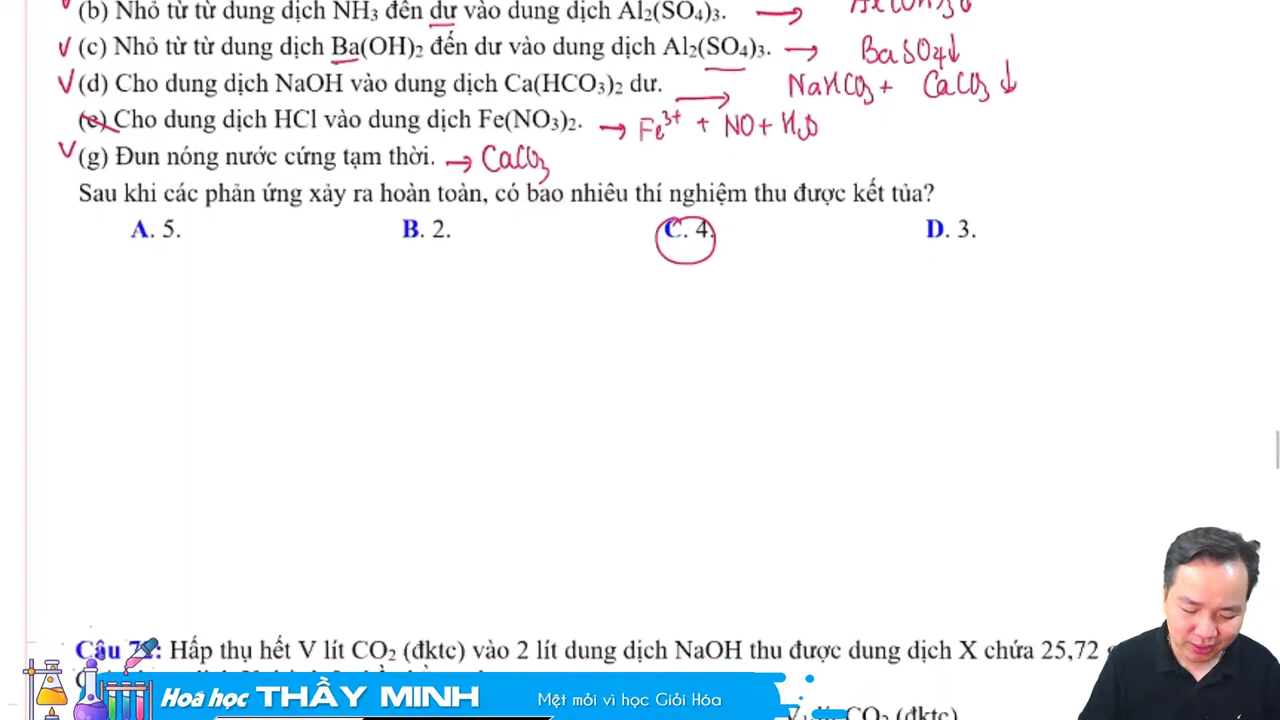 (b) Nhỏ từ từ dung dịch NH₃ đến dư vào dung dịch Al₂(SO₄)₃. →
√ (c) Nhỏ từ từ dung dịch Ba(OH)₂ đến dư vào dung dịch Al₂(SO₄)₃. → BaSO₄↓
√ (d) Cho dung dịch NaOH vào dung dịch Ca(HCO₃)₂ dư. → NaHCO₃ + CaCO₃ ↓
(e) Cho dung dịch HCl vào dung dịch Fe(NO₃)₂. → Fe³⁺ + NO + H₂O
√ (g) Đun nóng nước cứng tạm thời. → CaCO₃
Sau khi các phản ứng xảy ra hoàn toàn, có bao nhiêu thí nghiệm thu được kết tủa?
A. 5. B. 2. C. 4. D. 3.
Câu 72: Hấp thụ hết V lít CO₂ (đktc) vào 2 lít dung dịch NaOH thu được dung dịch X chứa 25,72
Hoá học THẦY MINH Mệt mỏi vì học Giỏi Hóa
CO₂ (đktc)